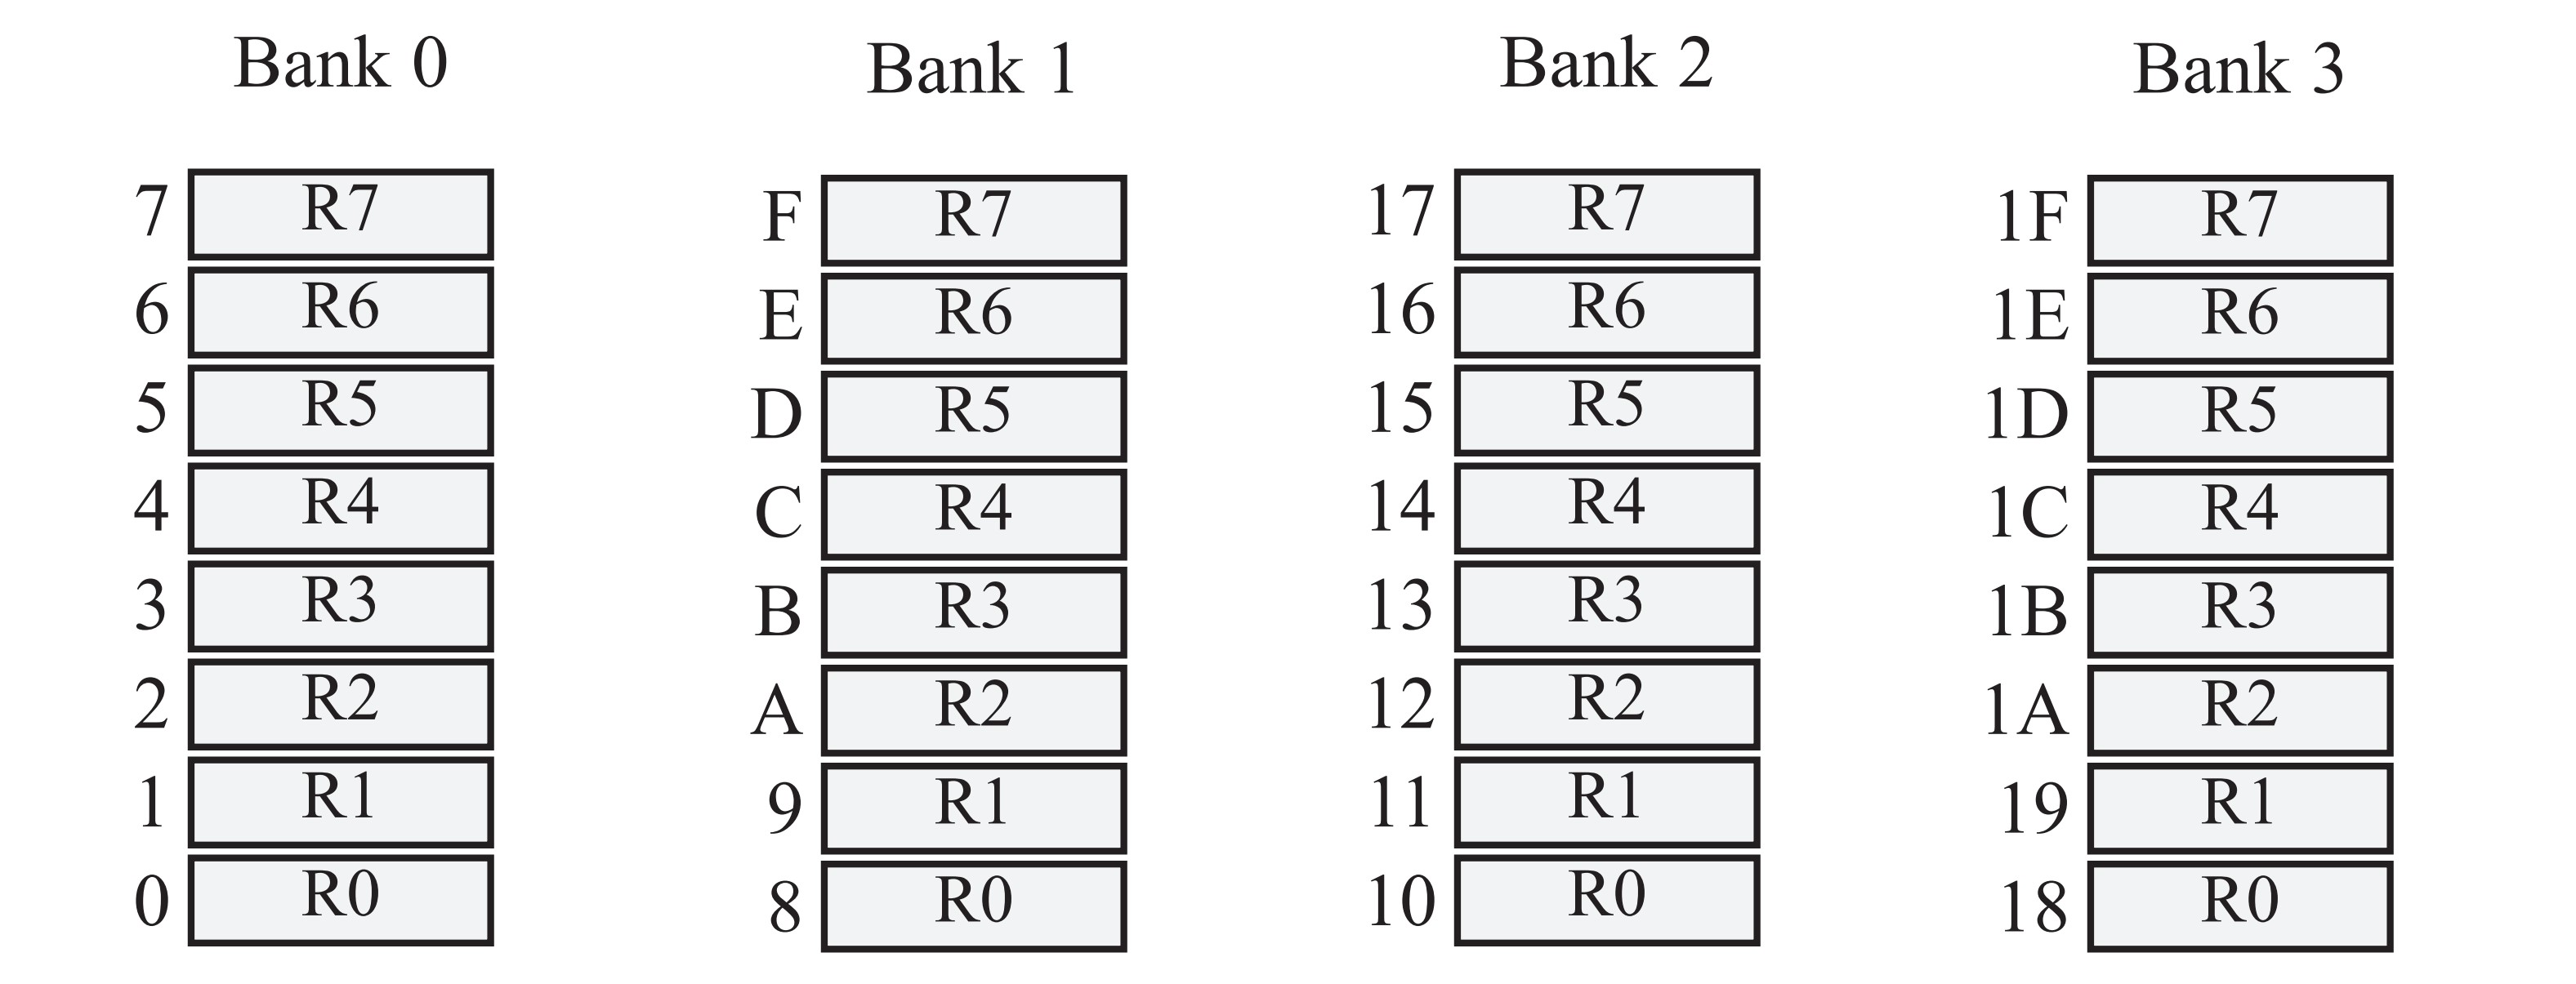 Bank 0 Bank 1 Bank 2 Bank 3
7 R7 F R7 17 R7 1F R7
6 R6 E R6 16 R6 1E R6
5 R5 D R5 15 R5 1D R5
4 R4 C R4 14 R4 1C R4
3 R3 B R3 13 R3 1B R3
2 R2 A R2 12 R2 1A R2
1 R1 9 R1 11 R1 19 R1
0 R0 8 R0 10 R0 18 R0